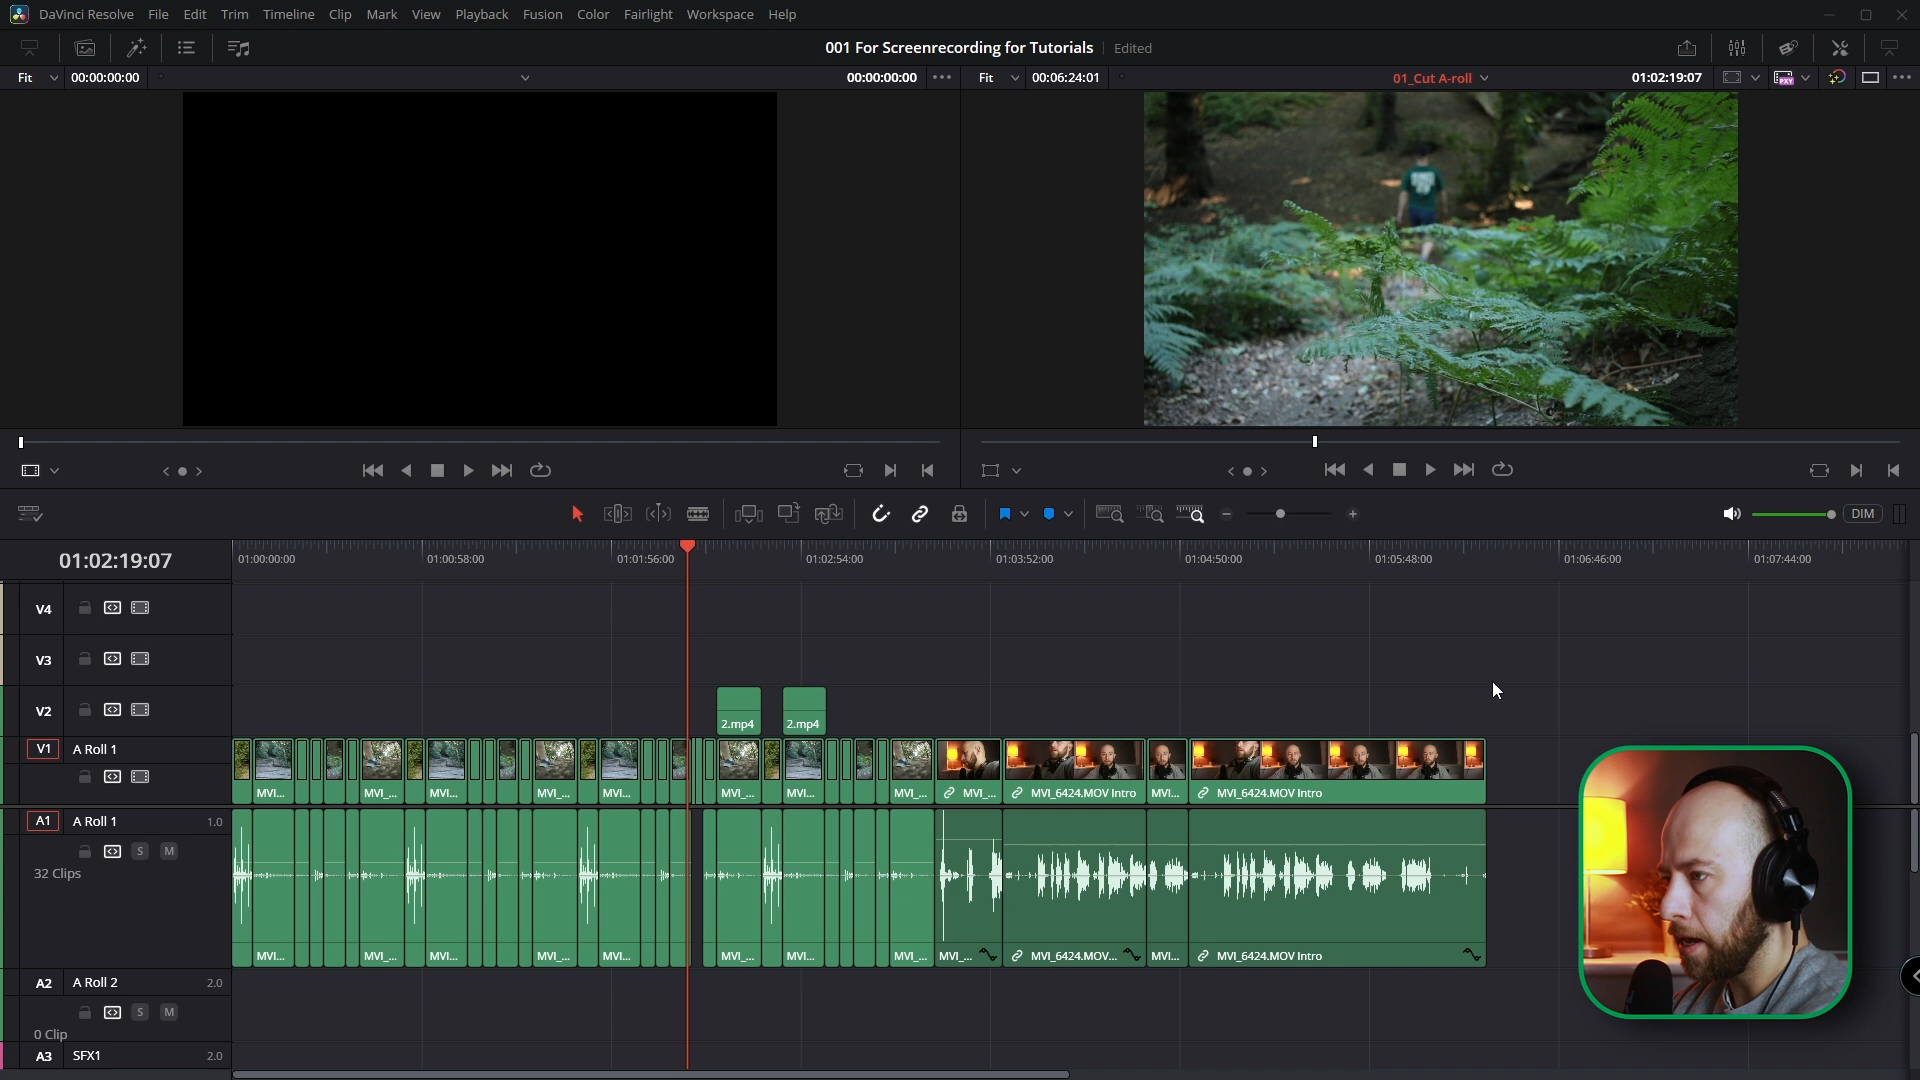 DaVinci Resolve File Edit Trim Timeline Clip Mark View Playback Fusion Color Fairlight Workspace Help
001 For Screenrecording for Tutorials Edited
Fit 00:00:00:00 00:00:00:00 Fit 00:06:24:01 01_Cut A-roll 01:02:19:07 PXY
DIM
01:02:19:07 01:00:00:00 01:00:58:00 01:01:56:00 01:02:54:00 01:03:52:00 01:04:50:00 01:05:48:00 01:06:46:00 01:07:44:00
V4
V3
V2 2.mp4 2.mp4
V1 A Roll 1
MVI... MVI_... MVI... MVI_... MVI... MVI_... MVI... MVI_... MVI_... MVI_6424.MOV Intro MVI... MVI_6424.MOV Intro
A1 A Roll 1 1.0
S M
32 Clips
MVI... MVI_... MVI... MVI_... MVI... MVI_... MVI... MVI_... MVI_... MVI_6424.MOV... MVI... MVI_6424.MOV Intro
A2 A Roll 2 2.0
S M
0 Clip
A3 SFX1 2.0